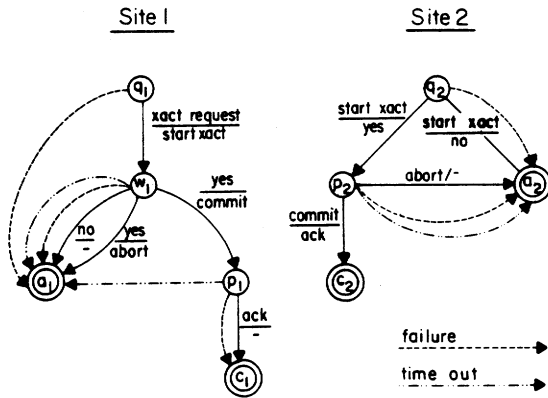 Site 1
Site 2
q1
q2
xact request
start xact
start xact
yes
start xact
no
w1
yes
commit
p2
abort/-
a2
no
-
yes
abort
commit
ack
a1
p1
c2
ack
-
c1
failure
time out